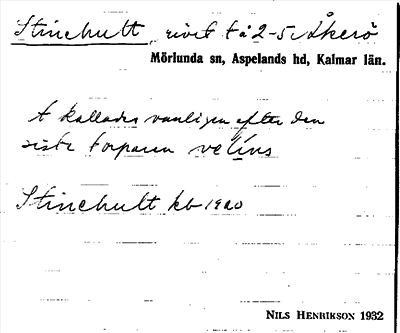 Stinehult, rivet t å 2-5 Åkerö
Mörlunda sn, Aspelands hd, Kalmar län.
t kallades vanligen efter den
siste torparen velins
Stinehult kb 1920
NILS HENRIKSON 1932